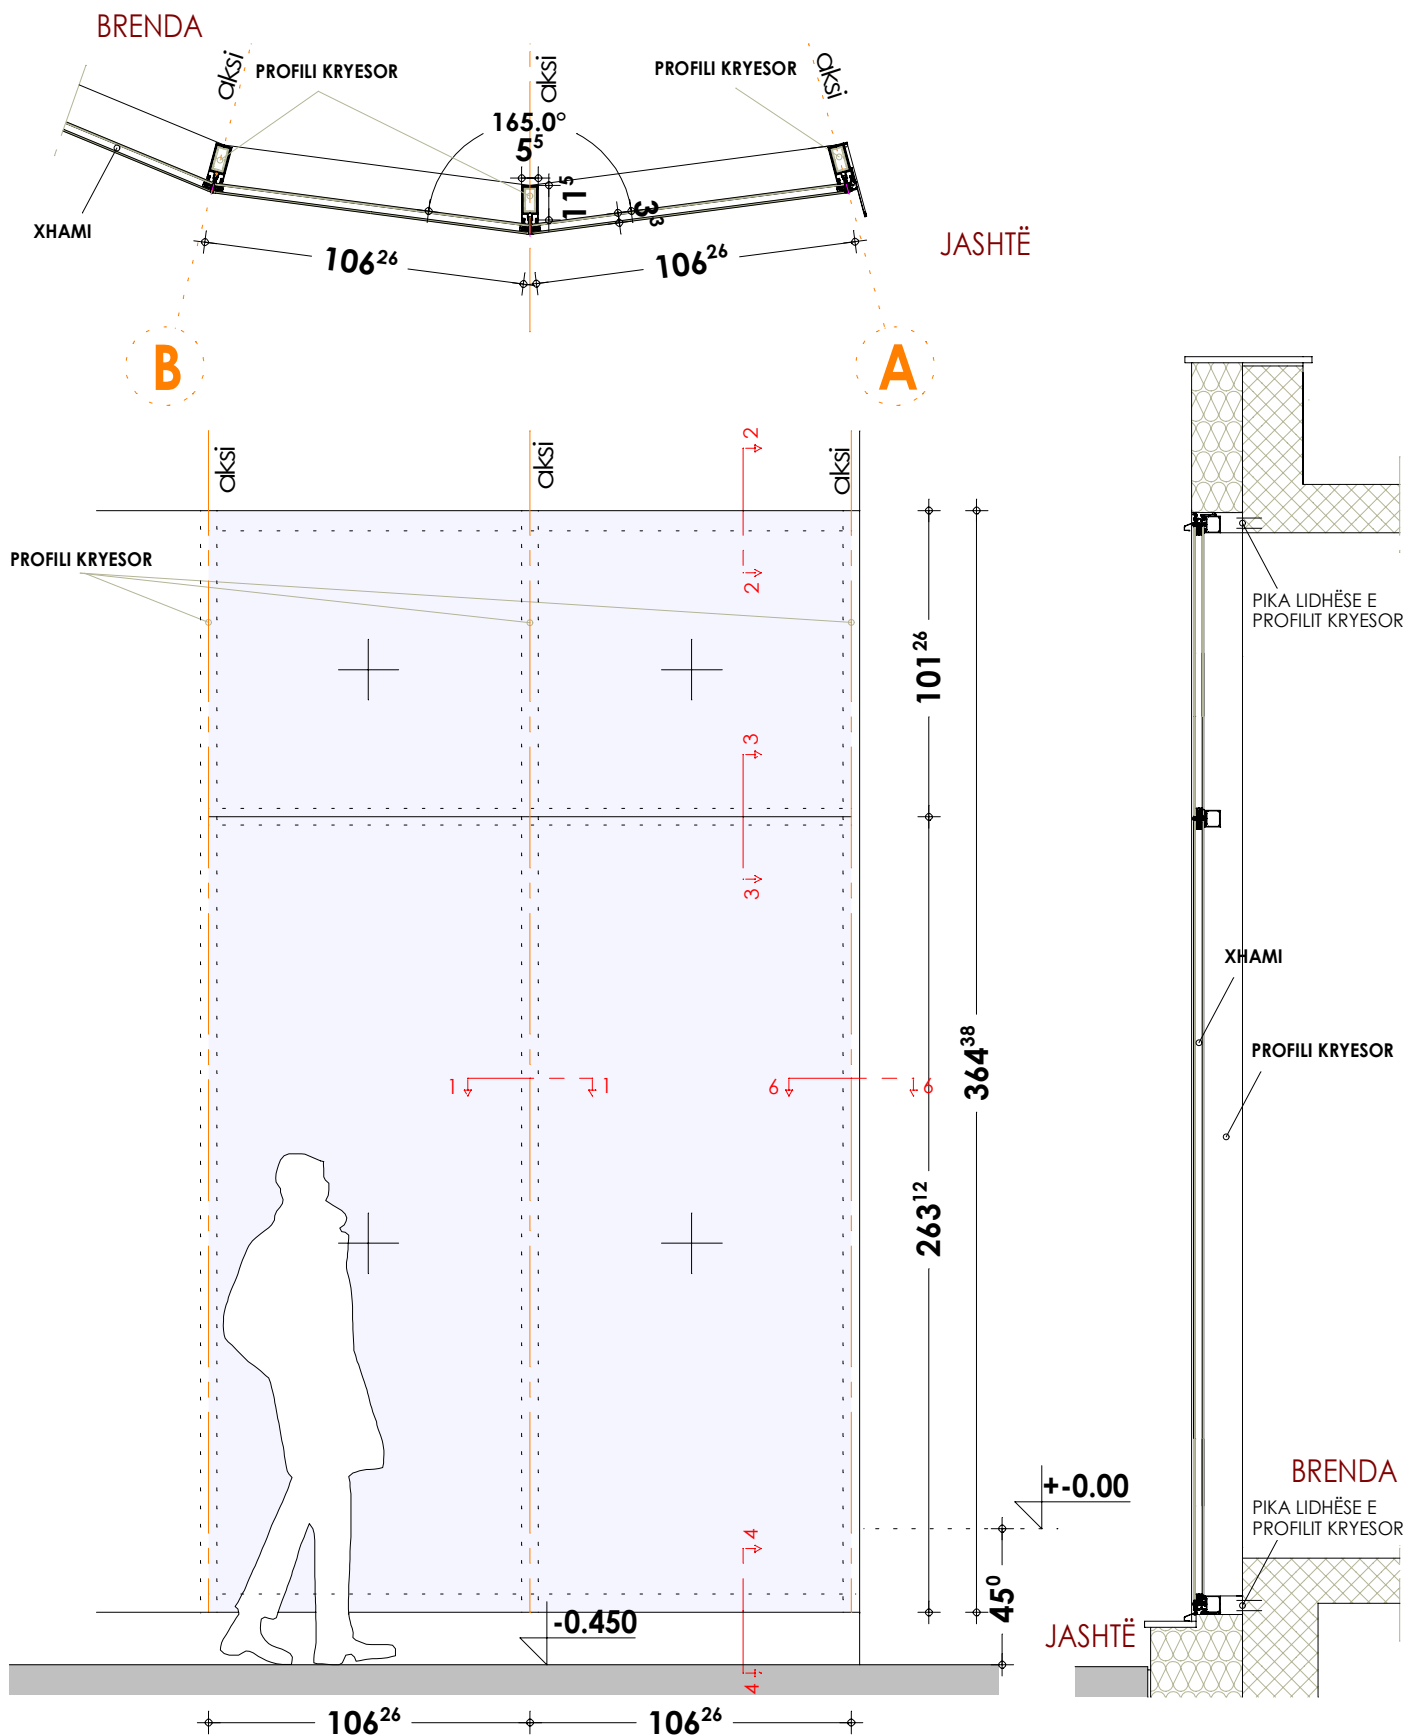 BRENDA
aksi
PROFILI KRYESOR
aksi
PROFILI KRYESOR
aksi
165.0°
5⁵
11⁵
3³
XHAMI
JASHTË
106²⁶
106²⁶
B
A
aksi
aksi
aksi
2
2
PROFILI KRYESOR
101²⁶
PIKA LIDHËSE E
PROFILIT KRYESOR
3
3
XHAMI
364³⁸
PROFILI KRYESOR
1
1
6
6
263¹²
BRENDA
+-0.00
PIKA LIDHËSE E
PROFILIT KRYESOR
4
45⁰
-0.450
JASHTË
4
106²⁶
106²⁶